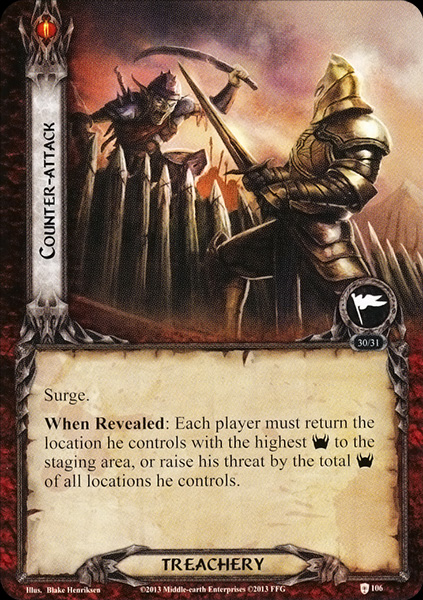 COUNTER-ATTACK
30/31
Surge.
When Revealed: Each player must return the
location he controls with the highest to the
staging area, or raise his threat by the total
of all locations he controls.
TREACHERY
Illus. Blake Henriksen
©2013 Middle-earth Enterprises ©2013 FFG
106